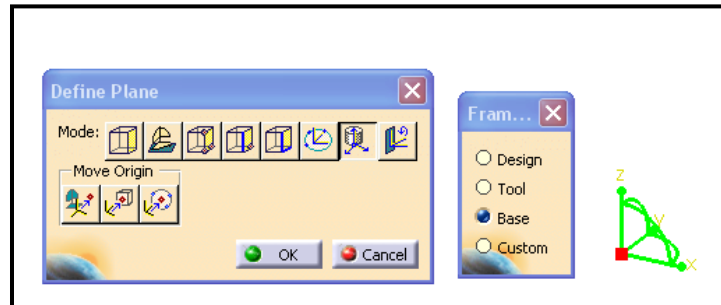 Define Plane
Mode:
Move Origin
OK Cancel
Fram...
Design
Tool
Base
Custom
Z
Y
X